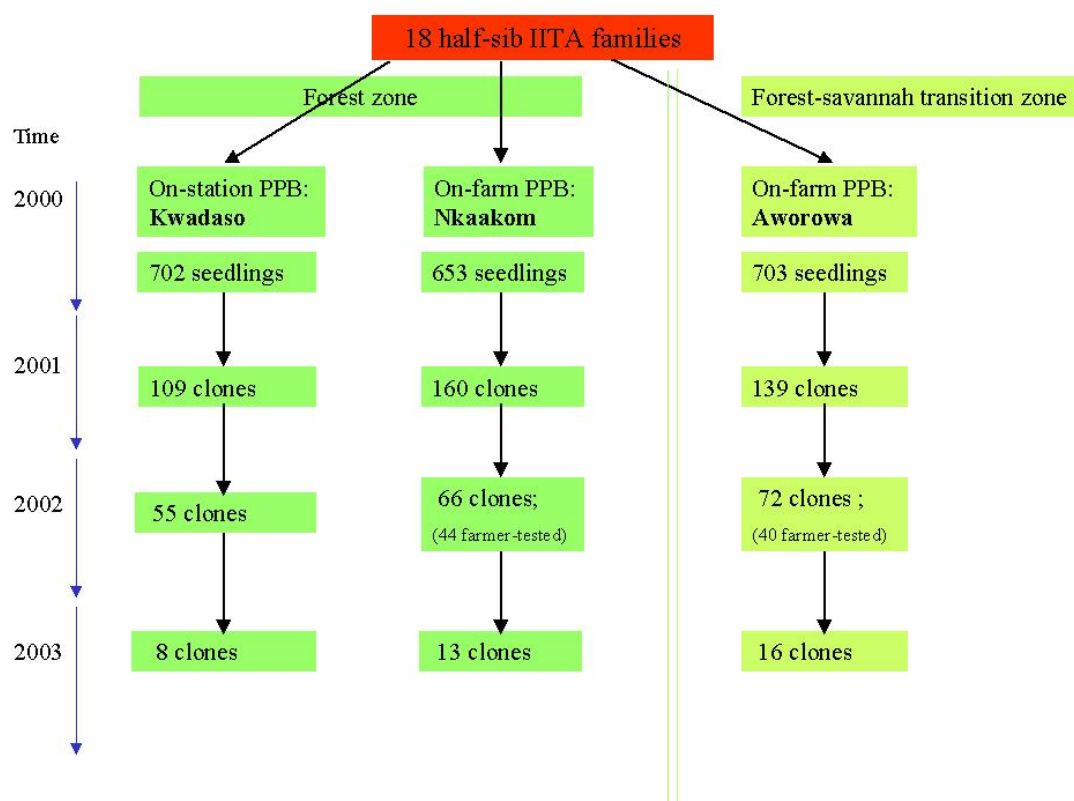 18 half-sib IITA families
Forest zone
Forest-savannah transition zone
Time
2000
On-station PPB:
Kwadaso
On-farm PPB:
Nkaakom
On-farm PPB:
Aworowa
702 seedlings
653 seedlings
703 seedlings
2001
109 clones
160 clones
139 clones
2002
55 clones
66 clones;
(44 farmer-tested)
72 clones ;
(40 farmer-tested)
2003
8 clones
13 clones
16 clones